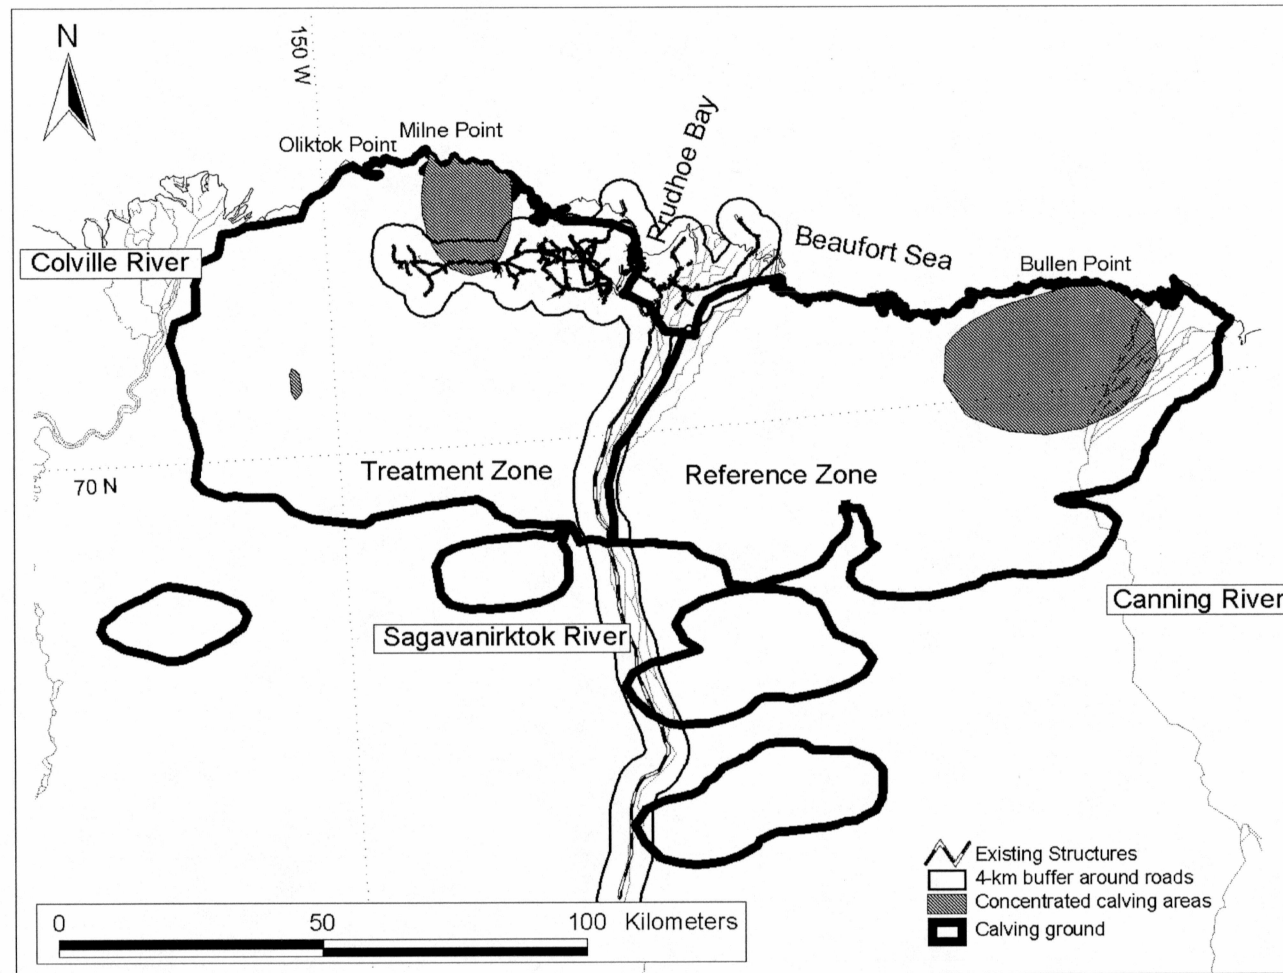 N
150 W
Oliktok Point
Milne Point
Prudhoe Bay
Beaufort Sea
Bullen Point
Colville River
70 N
Treatment Zone
Reference Zone
Sagavanirktok River
Canning River
Existing Structures
4-km buffer around roads
Concentrated calving areas
Calving ground
0 50 100 Kilometers